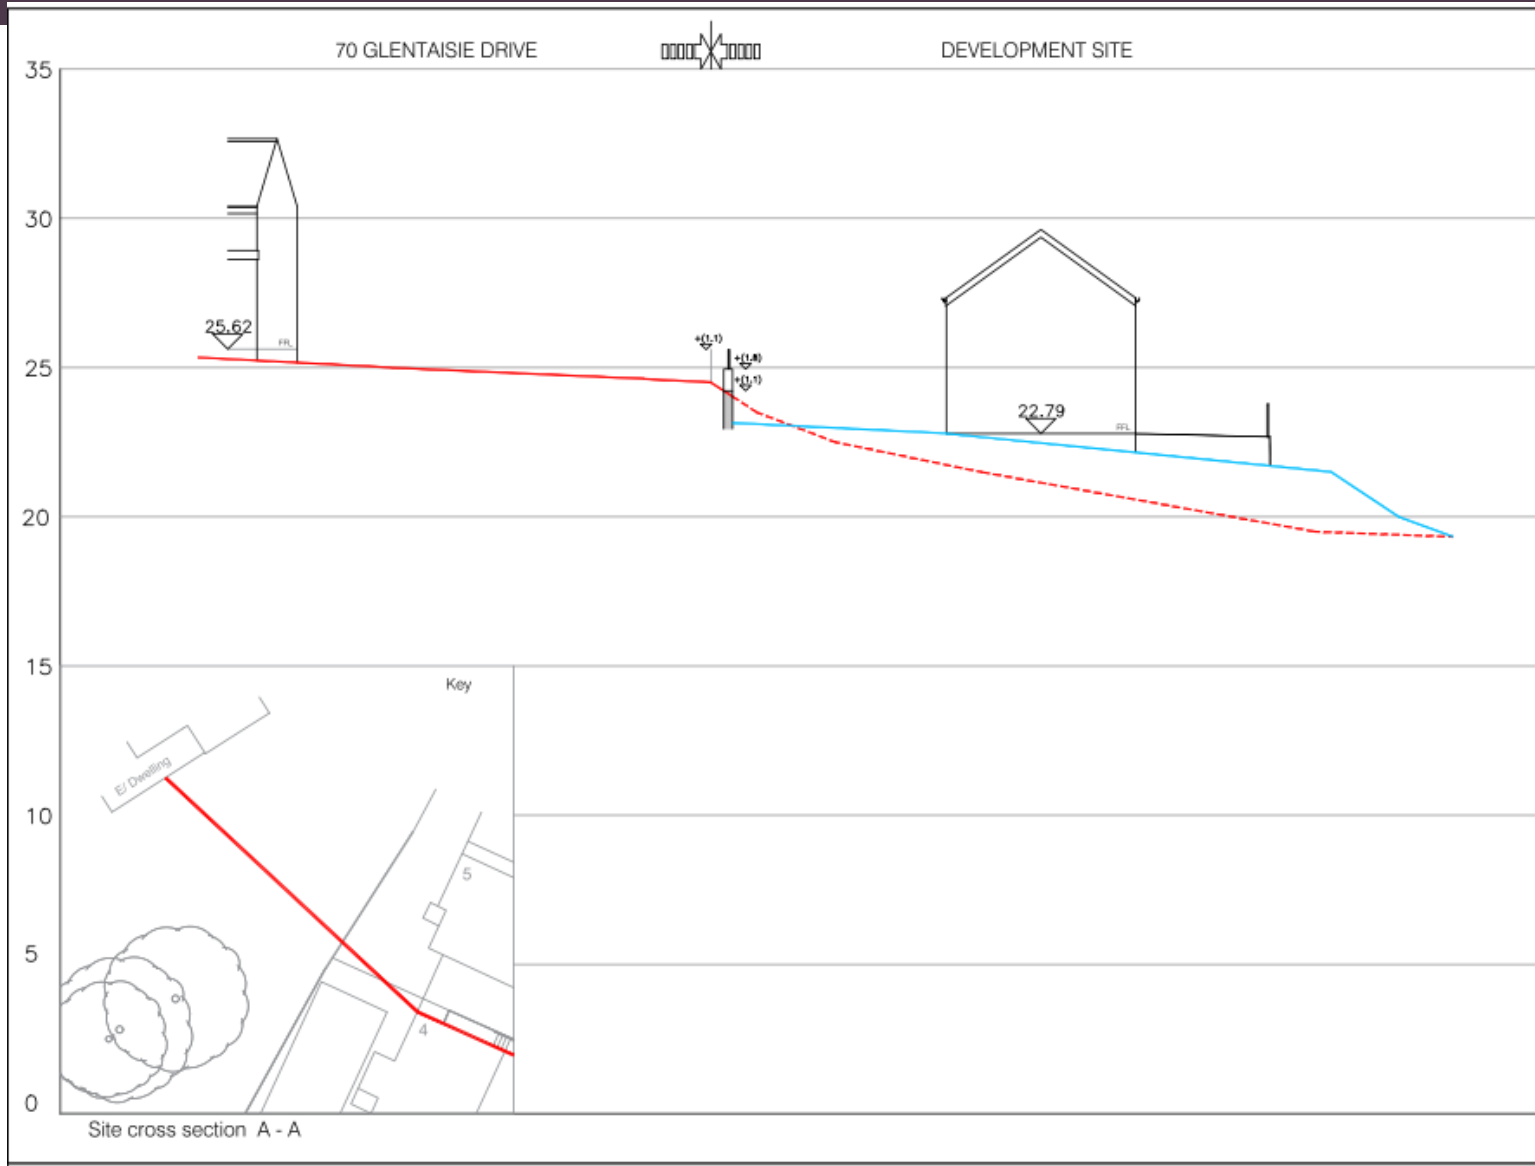 70 GLENTAISIE DRIVE
DEVELOPMENT SITE
35
30
25.62
FFL
+(1.1)
+(1.8)
+(1.1)
25
22.79
FFL
20
15
Key
E/ Dwelling
10
5
5
4
0
Site cross section A - A